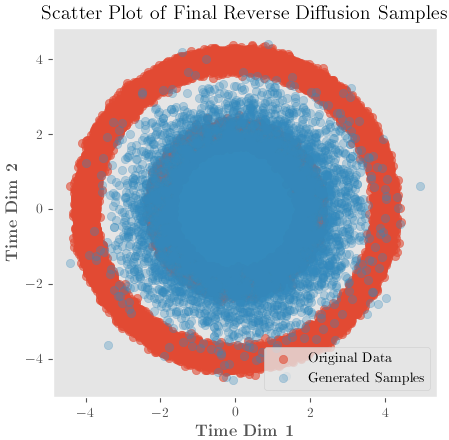 Scatter Plot of Final Reverse Diffusion Samples
4
2
0
−2
−4
Time Dim 2
−4 −2 0 2 4
Time Dim 1
Original Data
Generated Samples